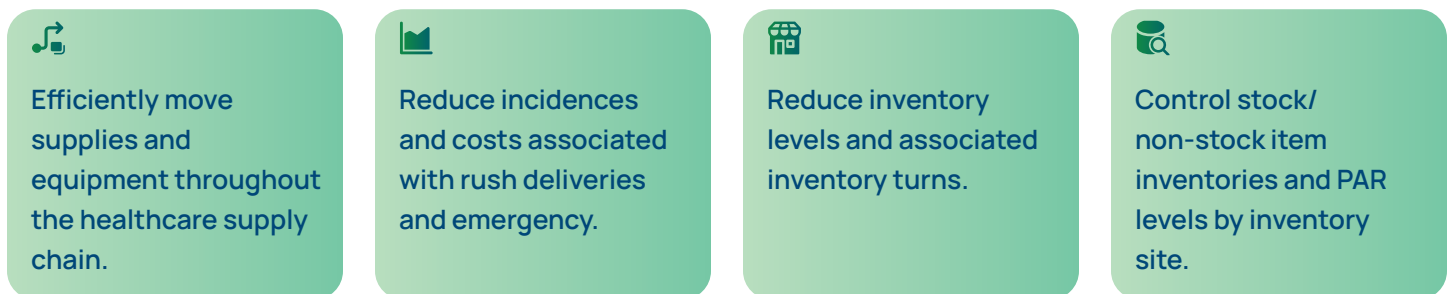 Efficiently move
supplies and
equipment throughout
the healthcare supply
chain.
Reduce incidences
and costs associated
with rush deliveries
and emergency.
Reduce inventory
levels and associated
inventory turns.
Control stock/
non-stock item
inventories and PAR
levels by inventory
site.